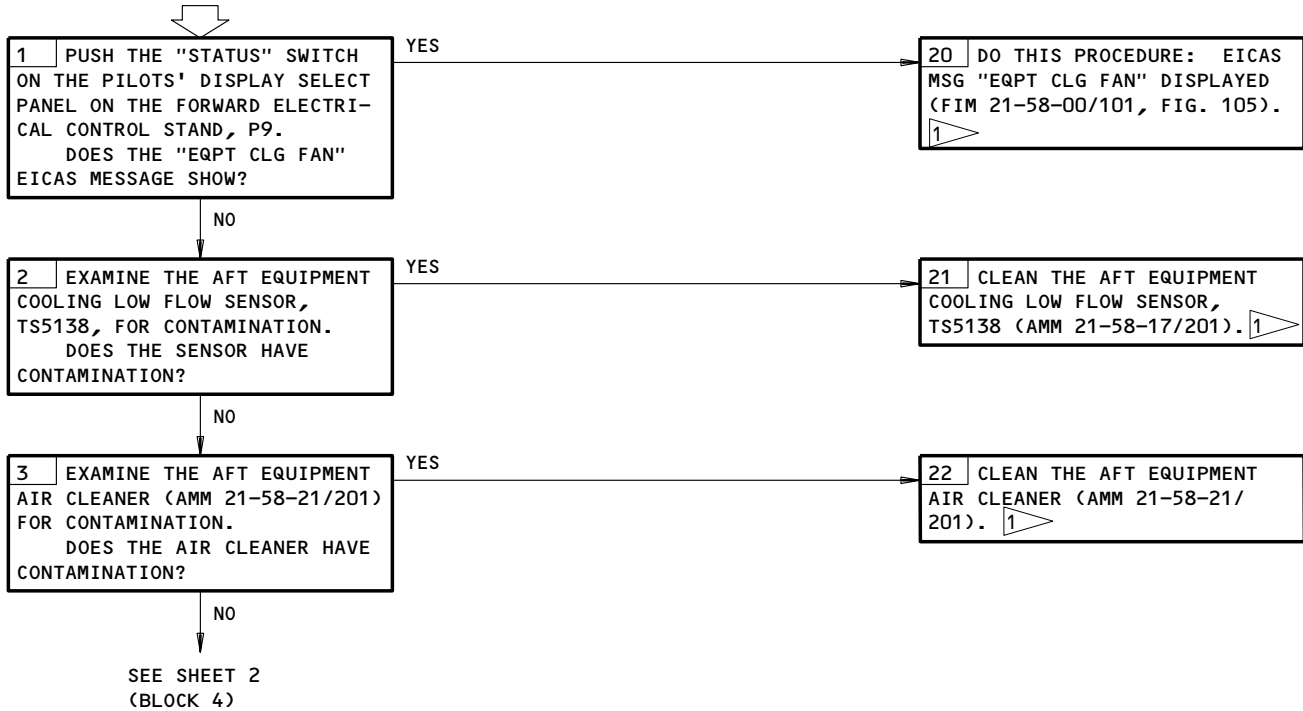 1 PUSH THE "STATUS" SWITCH
ON THE PILOTS' DISPLAY SELECT
PANEL ON THE FORWARD ELECTRI-
CAL CONTROL STAND, P9.
DOES THE "EQPT CLG FAN"
EICAS MESSAGE SHOW?
YES
20 DO THIS PROCEDURE: EICAS
MSG "EQPT CLG FAN" DISPLAYED
(FIM 21-58-00/101, FIG. 105).
1
NO
2 EXAMINE THE AFT EQUIPMENT
COOLING LOW FLOW SENSOR,
TS5138, FOR CONTAMINATION.
DOES THE SENSOR HAVE
CONTAMINATION?
YES
21 CLEAN THE AFT EQUIPMENT
COOLING LOW FLOW SENSOR,
TS5138 (AMM 21-58-17/201). 1
NO
3 EXAMINE THE AFT EQUIPMENT
AIR CLEANER (AMM 21-58-21/201)
FOR CONTAMINATION.
DOES THE AIR CLEANER HAVE
CONTAMINATION?
YES
22 CLEAN THE AFT EQUIPMENT
AIR CLEANER (AMM 21-58-21/
201). 1
NO
SEE SHEET 2
(BLOCK 4)